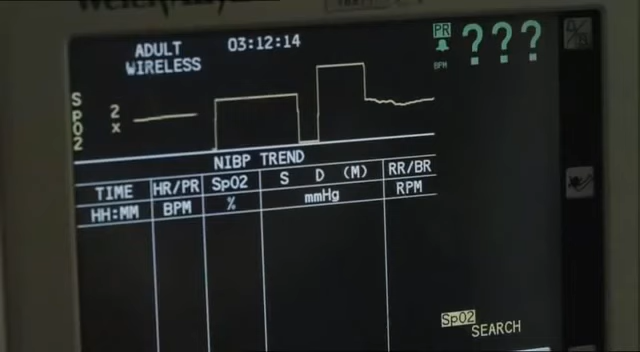 WelchAllyn
ADULT
WIRELESS
03:12:14
PR
BPM
???
SPO2
2
x
NIBP TREND
TIME HR/PR SpO2 S D (M) RR/BR
HH:MM BPM % mmHg RPM
SpO2
SEARCH